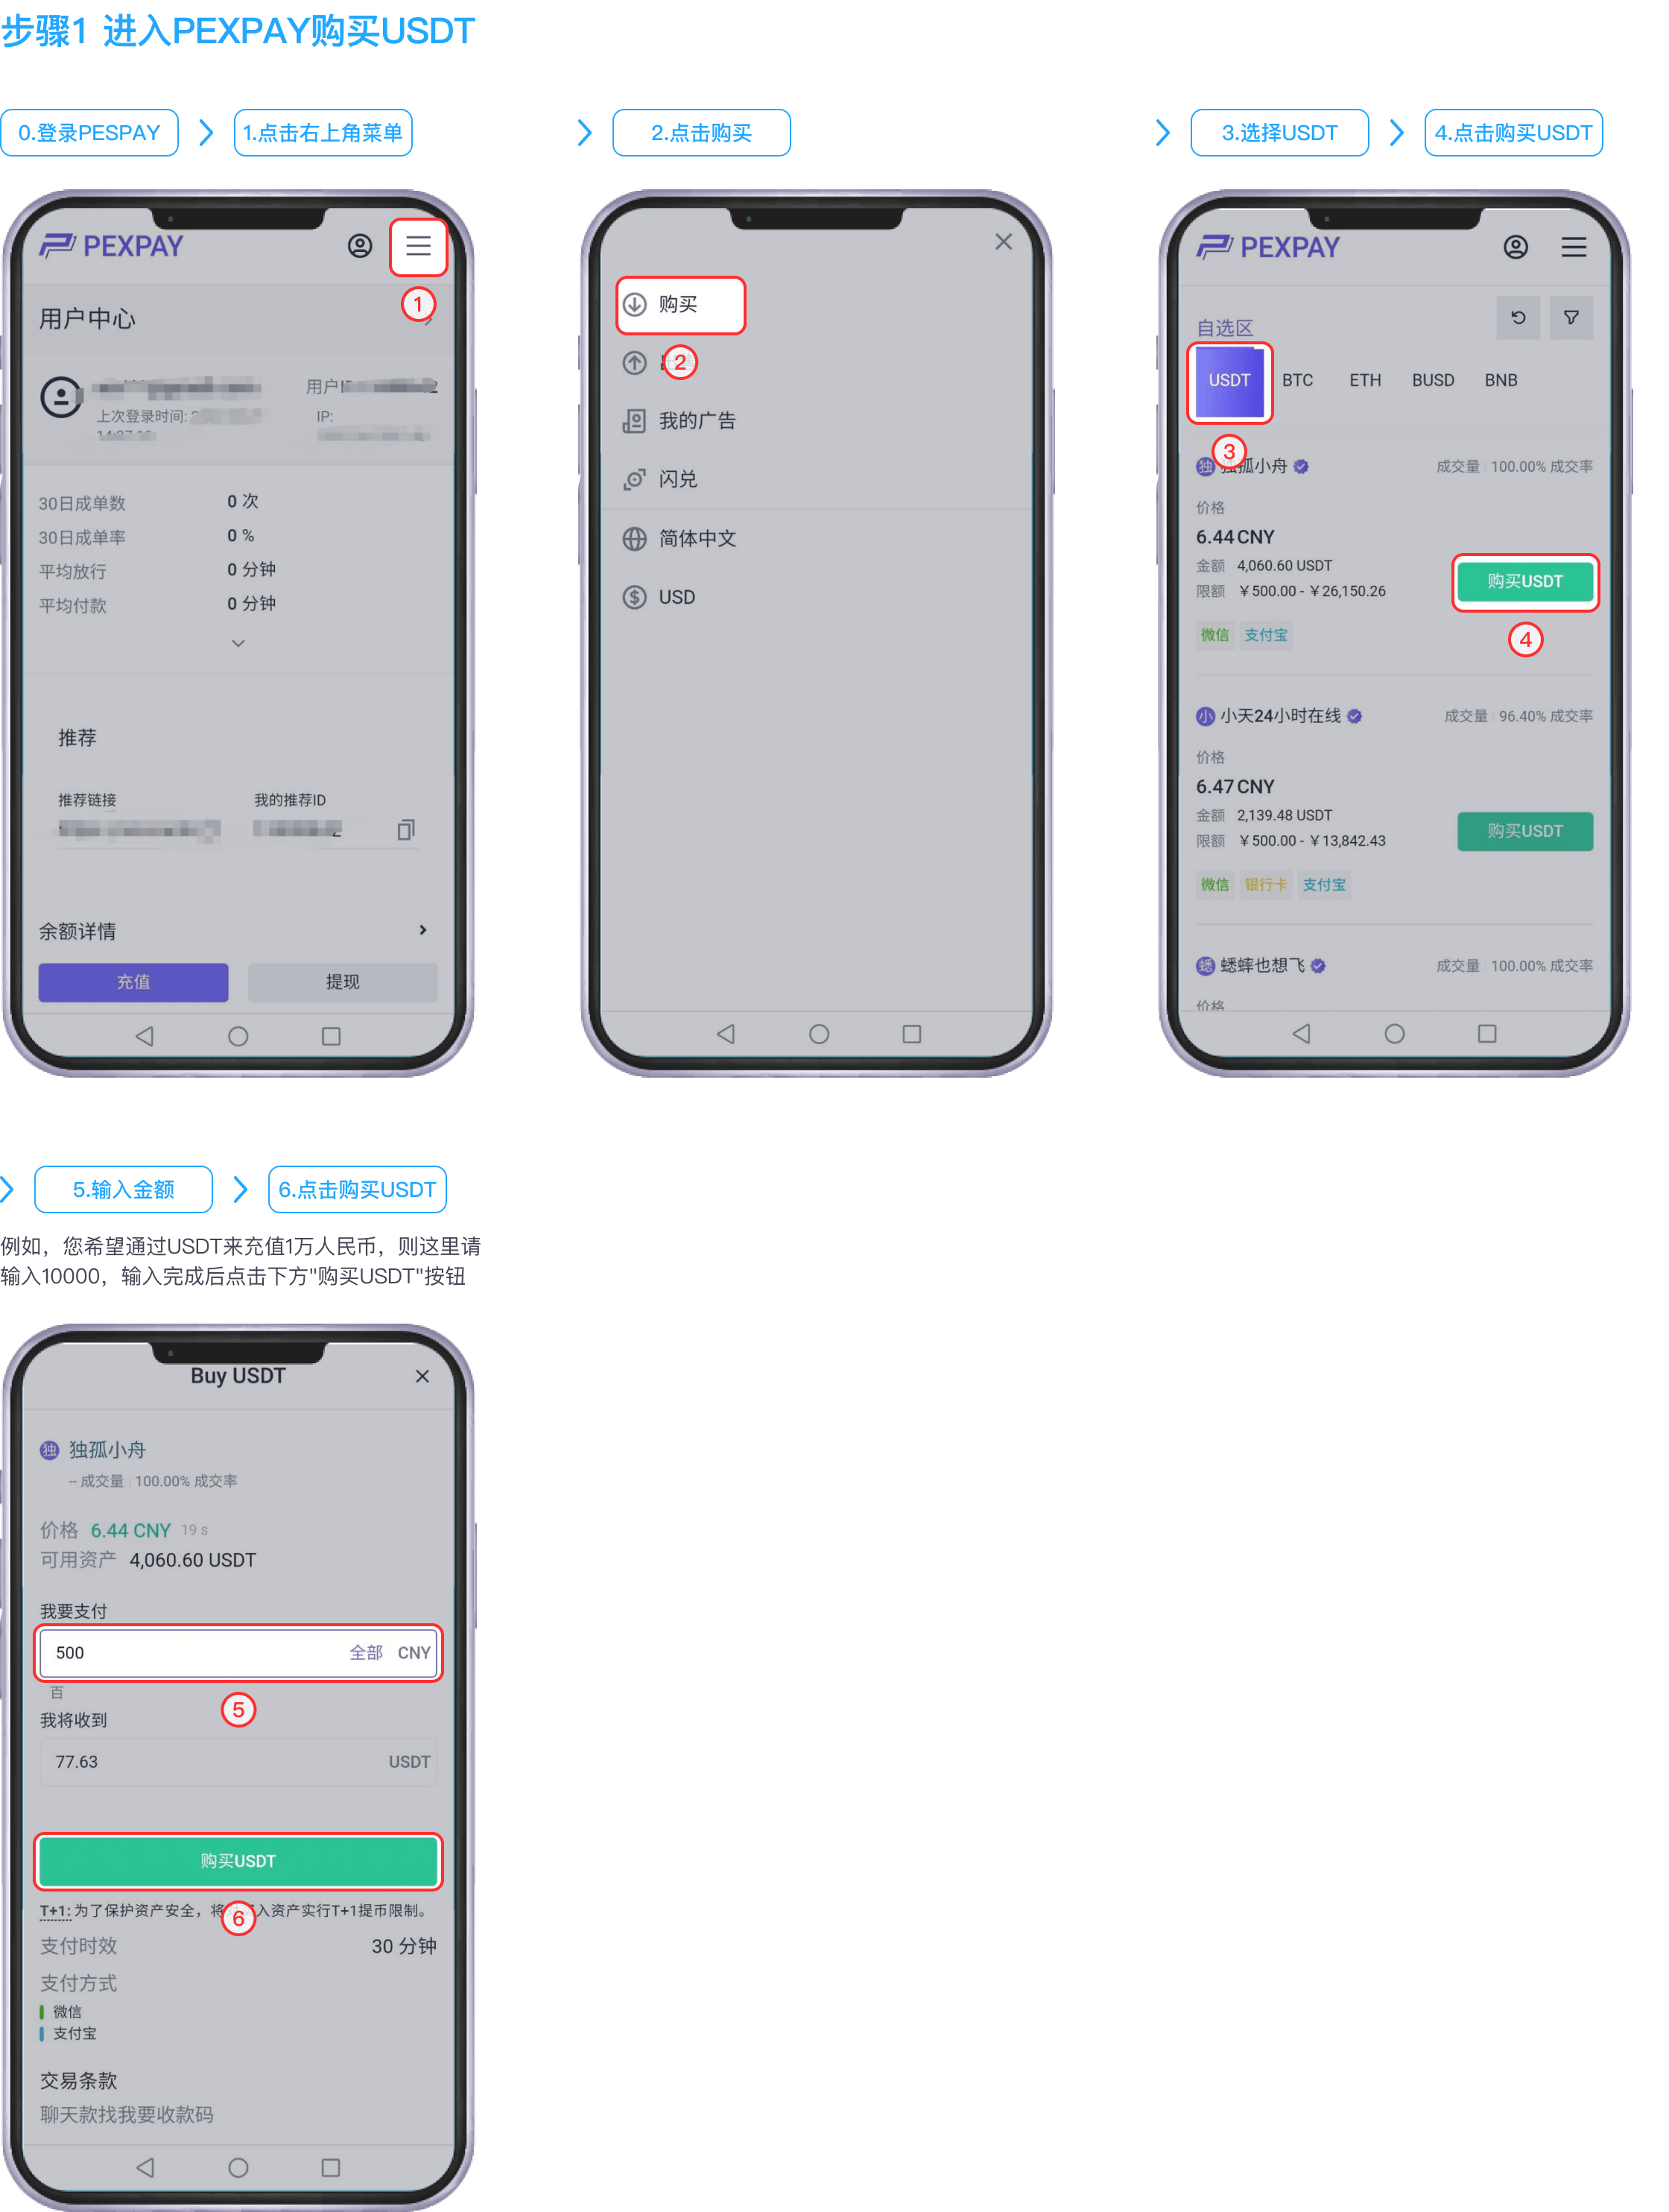 步骤1 进入PEXPAY购买USDT
0.登录PESPAY
1.点击右上角菜单
2.点击购买
3.选择USDT
4.点击购买USDT
PEXPAY
1
用户中心
用户I
2
上次登录时间:
IP:
30日成单数 0 次
30日成单率 0 %
平均放行 0 分钟
平均付款 0 分钟
推荐
推荐链接
我的推荐ID
余额详情
充值
提现
购买
2
我的广告
闪兑
简体中文
USD
PEXPAY
自选区
USDT BTC ETH BUSD BNB
3
独 独孤小舟 成交量 100.00% 成交率
价格
6.44 CNY
金额 4,060.60 USDT
限额 ￥500.00 - ￥26,150.26
购买USDT
4
微信 支付宝
小 小天24小时在线 成交量 96.40% 成交率
价格
6.47 CNY
金额 2,139.48 USDT
限额 ￥500.00 - ￥13,842.43
购买USDT
微信 银行卡 支付宝
蟋 蟋蟀也想飞 成交量 100.00% 成交率
价格
5.输入金额
6.点击购买USDT
例如，您希望通过USDT来充值1万人民币，则这里请
输入10000，输入完成后点击下方"购买USDT"按钮
Buy USDT
独 独孤小舟
-- 成交量 100.00% 成交率
价格 6.44 CNY 19 s
可用资产 4,060.60 USDT
我要支付
500 全部 CNY
百
5
我将收到
77.63 USDT
购买USDT
T+1: 为了保护资产安全，将 入资产实行T+1提币限制。
6
支付时效 30 分钟
支付方式
微信
支付宝
交易条款
聊天款找我要收款码